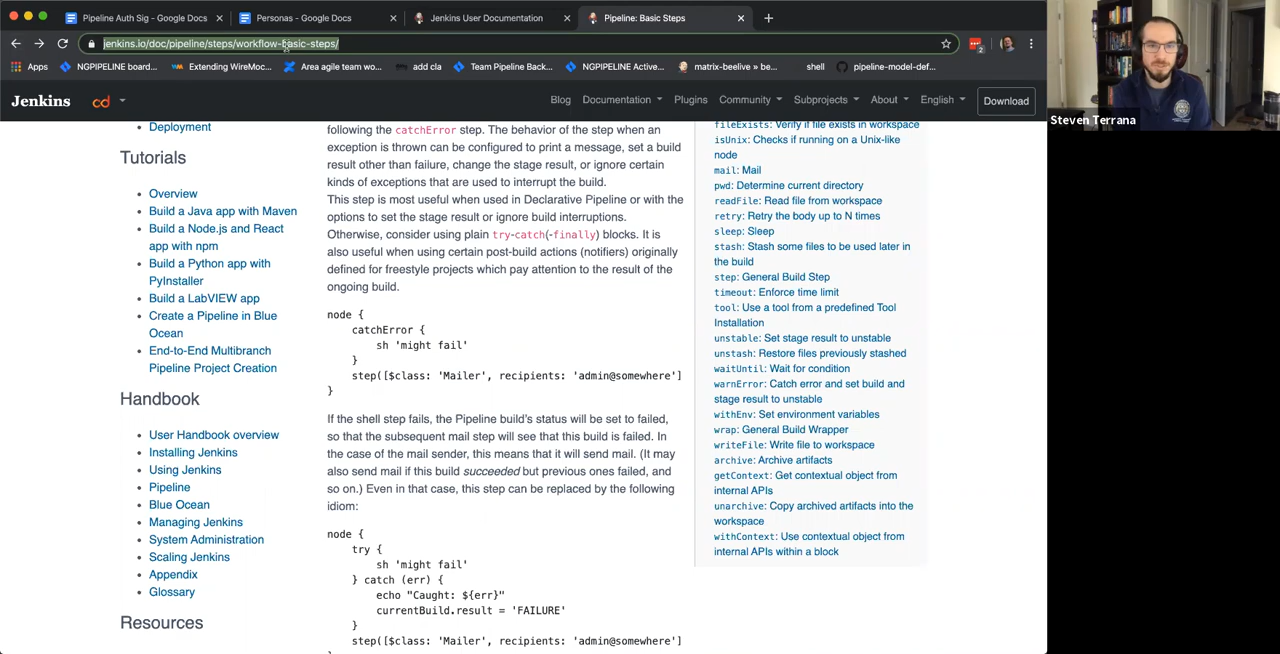 Pipeline Auth Sig - Google Docs
Personas - Google Docs
Jenkins User Documentation
Pipeline: Basic Steps
jenkins.io/doc/pipeline/steps/workflow-basic-steps/
2
Apps
NGPIPELINE board...
Extending WireMoc...
Area agile team wo...
add cla
Team Pipeline Back...
NGPIPELINE Active...
matrix-beelive » be...
shell
pipeline-model-def...
Jenkins
cd
Blog
Documentation
Plugins
Community
Subprojects
About
English
Download
Deployment
Tutorials
Overview
Build a Java app with Maven
Build a Node.js and React
app with npm
Build a Python app with
PyInstaller
Build a LabVIEW app
Create a Pipeline in Blue
Ocean
End-to-End Multibranch
Pipeline Project Creation
Handbook
User Handbook overview
Installing Jenkins
Using Jenkins
Pipeline
Blue Ocean
Managing Jenkins
System Administration
Scaling Jenkins
Appendix
Glossary
Resources
following the catchError step. The behavior of the step when an
exception is thrown can be configured to print a message, set a build
result other than failure, change the stage result, or ignore certain
kinds of exceptions that are used to interrupt the build.
This step is most useful when used in Declarative Pipeline or with the
options to set the stage result or ignore build interruptions.
Otherwise, consider using plain try-catch(-finally) blocks. It is
also useful when using certain post-build actions (notifiers) originally
defined for freestyle projects which pay attention to the result of the
ongoing build.
node {
catchError {
sh 'might fail'
}
step([$class: 'Mailer', recipients: 'admin@somewhere']
}
If the shell step fails, the Pipeline build's status will be set to failed,
so that the subsequent mail step will see that this build is failed. In
the case of the mail sender, this means that it will send mail. (It may
also send mail if this build succeeded but previous ones failed, and
so on.) Even in that case, this step can be replaced by the following
idiom:
node {
try {
sh 'might fail'
} catch (err) {
echo "Caught: ${err}"
currentBuild.result = 'FAILURE'
}
step([$class: 'Mailer', recipients: 'admin@somewhere']
fileExists: Verify if file exists in workspace
isUnix: Checks if running on a Unix-like
node
mail: Mail
pwd: Determine current directory
readFile: Read file from workspace
retry: Retry the body up to N times
sleep: Sleep
stash: Stash some files to be used later in
the build
step: General Build Step
timeout: Enforce time limit
tool: Use a tool from a predefined Tool
Installation
unstable: Set stage result to unstable
unstash: Restore files previously stashed
waitUntil: Wait for condition
warnError: Catch error and set build and
stage result to unstable
withEnv: Set environment variables
wrap: General Build Wrapper
writeFile: Write file to workspace
archive: Archive artifacts
getContext: Get contextual object from
internal APIs
unarchive: Copy archived artifacts into the
workspace
withContext: Use contextual object from
internal APIs within a block
Steven Terrana